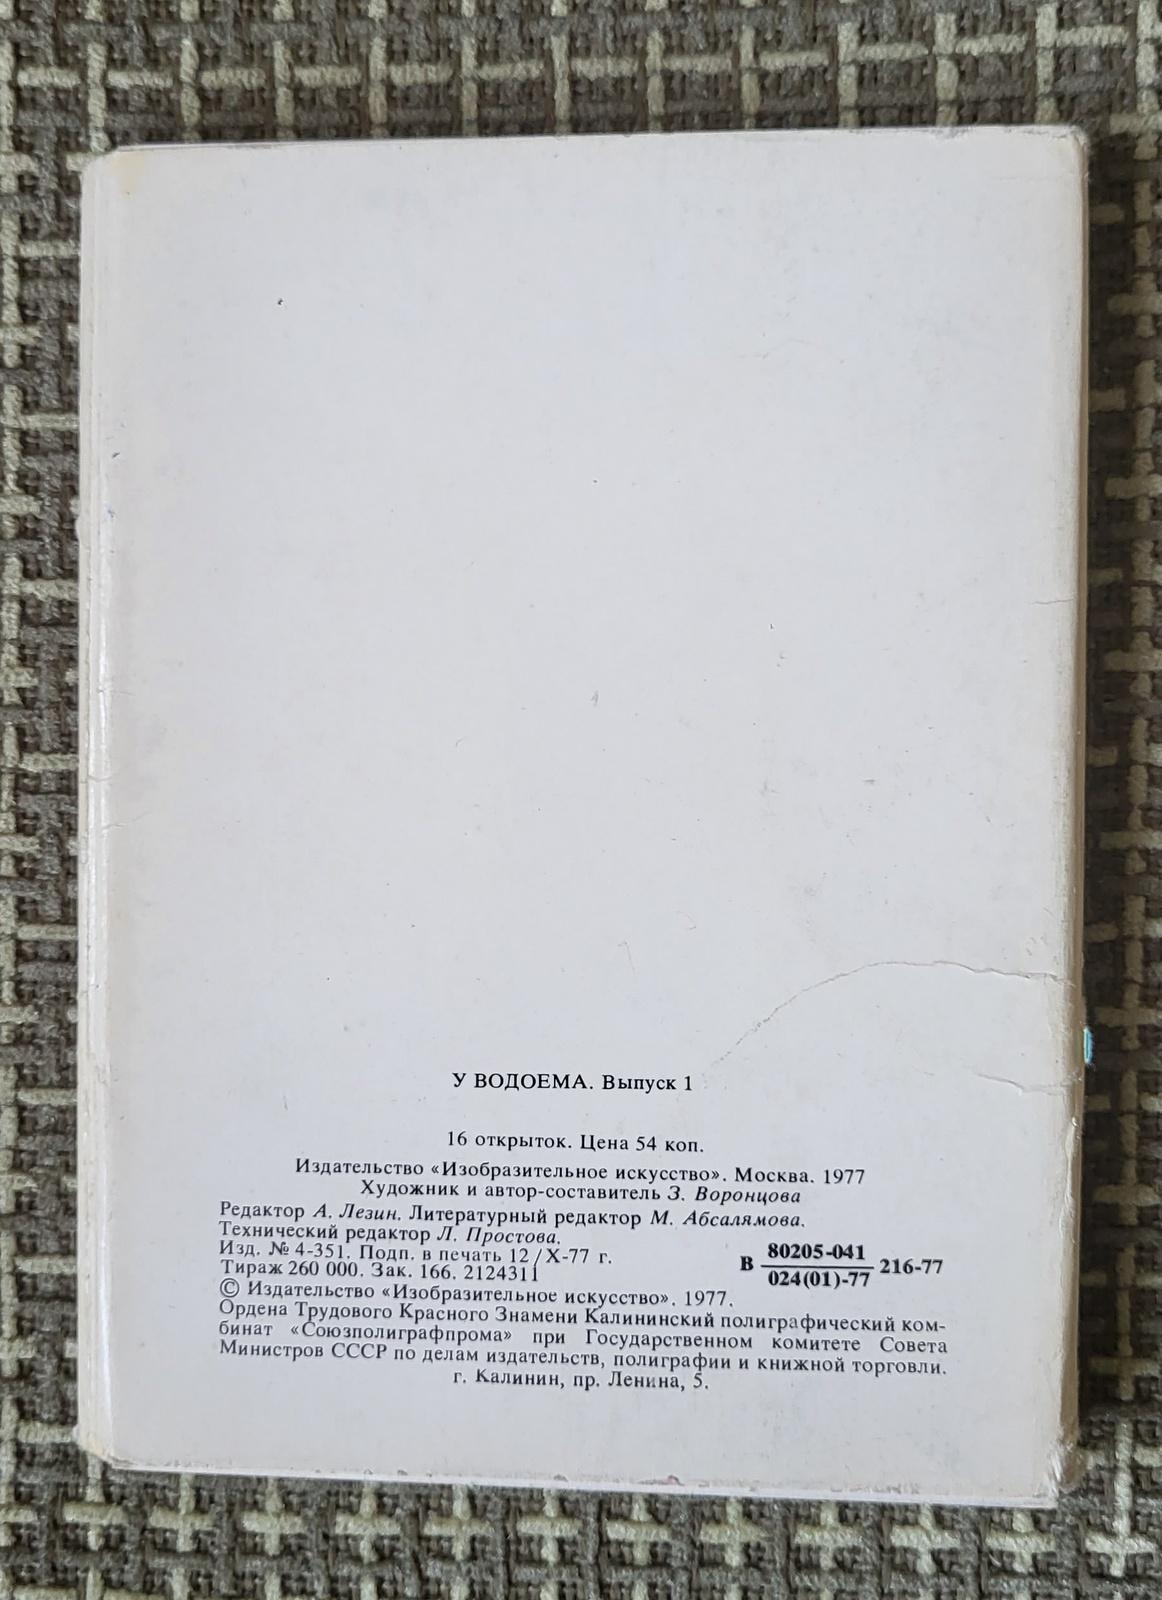 У ВОДОЕМА. Выпуск 1
16 открыток. Цена 54 коп.
Издательство «Изобразительное искусство». Москва. 1977
Художник и автор-составитель З. Воронцова
Редактор А. Лезин. Литературный редактор М. Абсалямова.
Технический редактор Л. Простова.
Изд. № 4-351. Подп. в печать 12/X-77 г.
Тираж 260 000. Зак. 166. 2124311
В 80205-041 216-77
024(01)-77
© Издательство «Изобразительное искусство». 1977.
Ордена Трудового Красного Знамени Калининский полиграфический ком-
бинат «Союзполиграфпрома» при Государственном комитете Совета
Министров СССР по делам издательств, полиграфии и книжной торговли.
г. Калинин, пр. Ленина, 5.